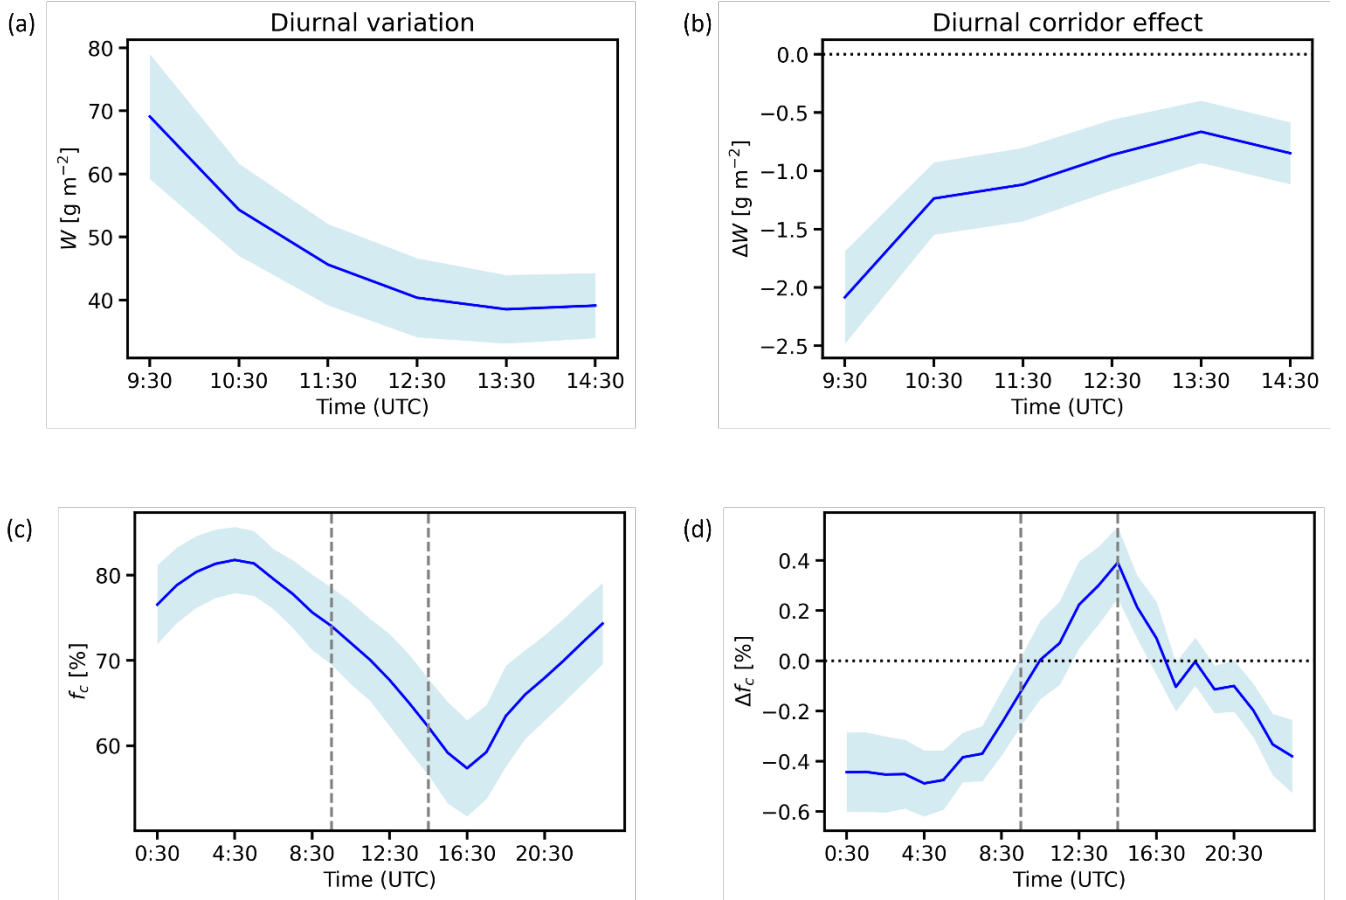 (a)
Diurnal variation
80
70
60
50
40
W [g m⁻²]
9:30 10:30 11:30 12:30 13:30 14:30
Time (UTC)
(b)
Diurnal corridor effect
0.0
−0.5
−1.0
−1.5
−2.0
−2.5
ΔW [g m⁻²]
9:30 10:30 11:30 12:30 13:30 14:30
Time (UTC)
(c)
80
70
60
f_c [%]
0:30 4:30 8:30 12:30 16:30 20:30
Time (UTC)
(d)
0.4
0.2
0.0
−0.2
−0.4
−0.6
Δf_c [%]
0:30 4:30 8:30 12:30 16:30 20:30
Time (UTC)